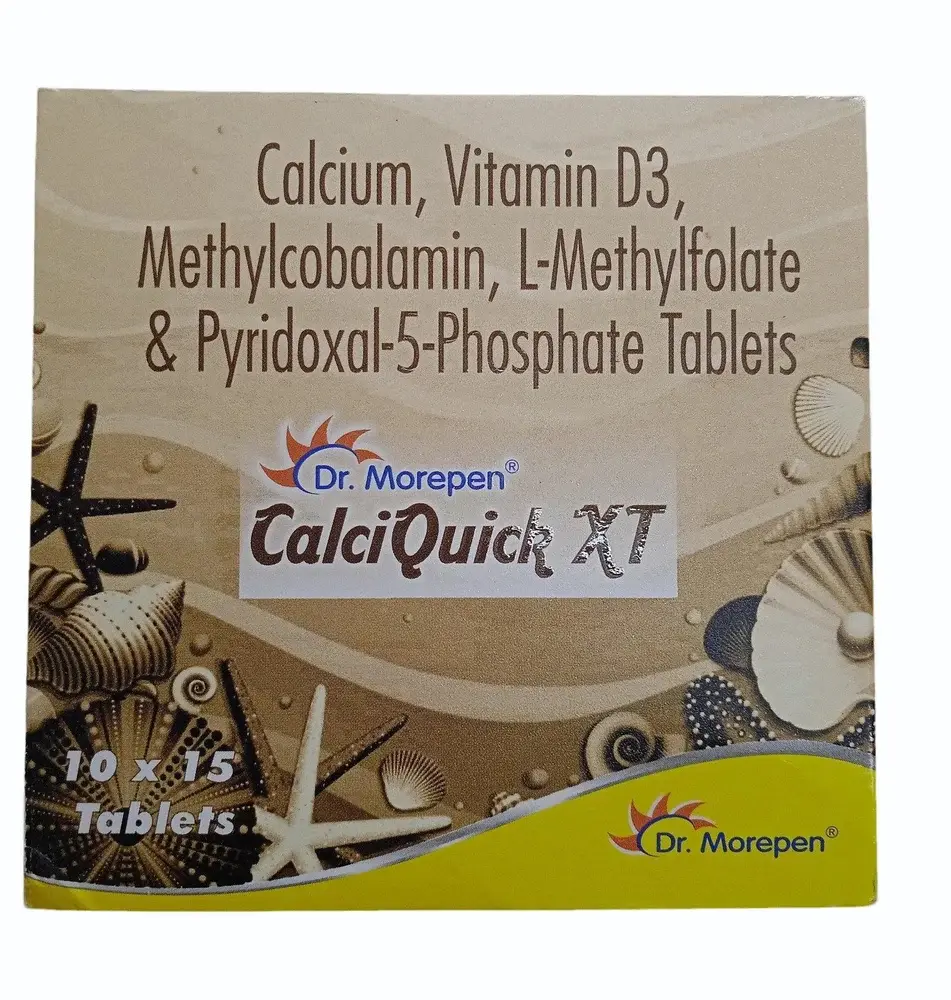 Calcium, Vitamin D3,
Methylcobalamin, L-Methylfolate
& Pyridoxal-5-Phosphate Tablets
Dr. Morepen®
CalciQuick XT
10 x 15
Tablets
Dr. Morepen®